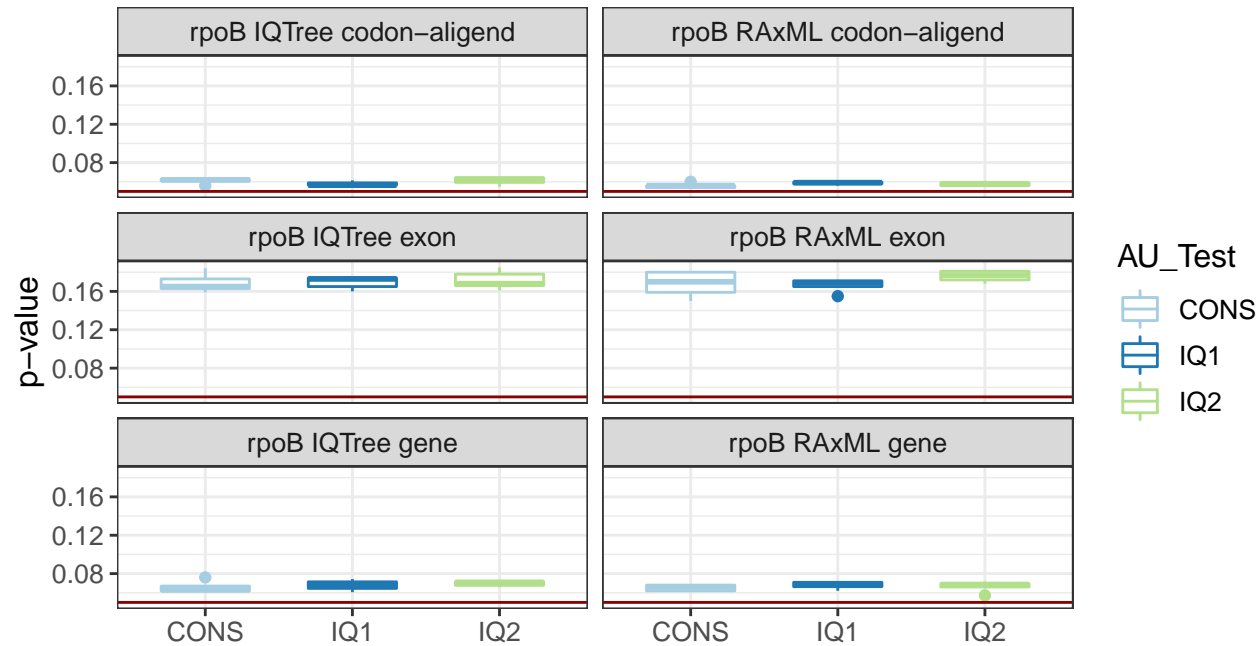 rpoB IQTree codon−aligend
rpoB RAxML codon−aligend
0.16
0.12
0.08
rpoB IQTree exon
rpoB RAxML exon
0.16
0.12
0.08
rpoB IQTree gene
rpoB RAxML gene
0.16
0.12
0.08
p−value
CONS
IQ1
IQ2
CONS
IQ1
IQ2
AU_Test
CONS
IQ1
IQ2